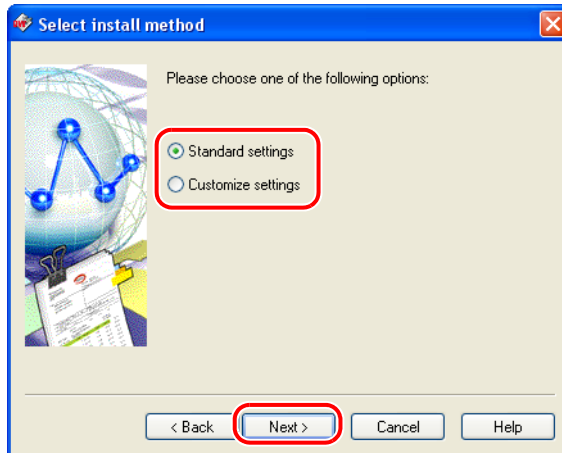 Select install method
Please choose one of the following options:
Standard settings
Customize settings
< Back
Next >
Cancel
Help